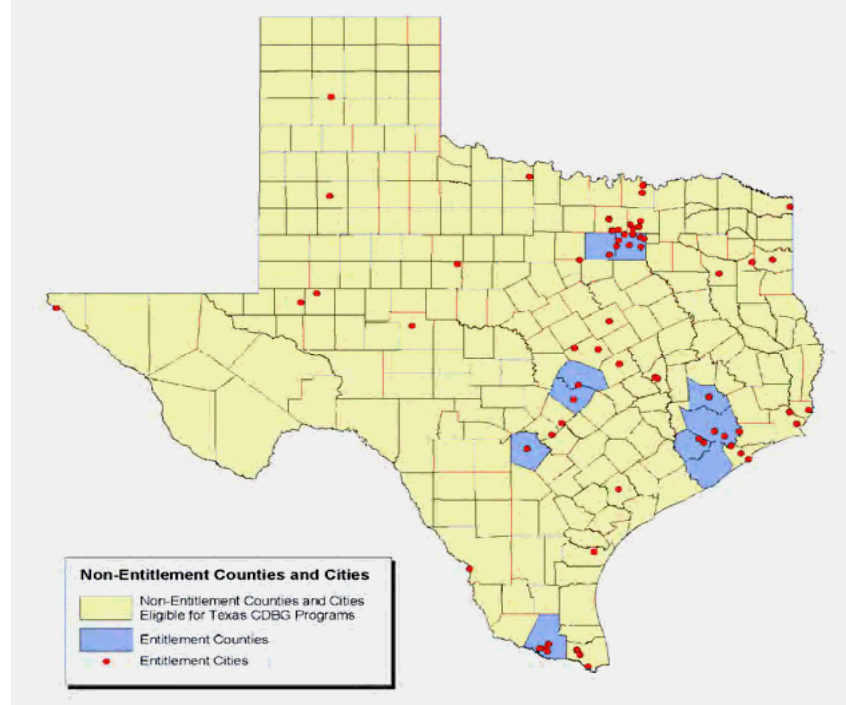 Non-Entitlement Counties and Cities
Non-Entitlement Counties and Cities
Eligible for Texas CDBG Programs
Entitlement Counties
Entitlement Cities